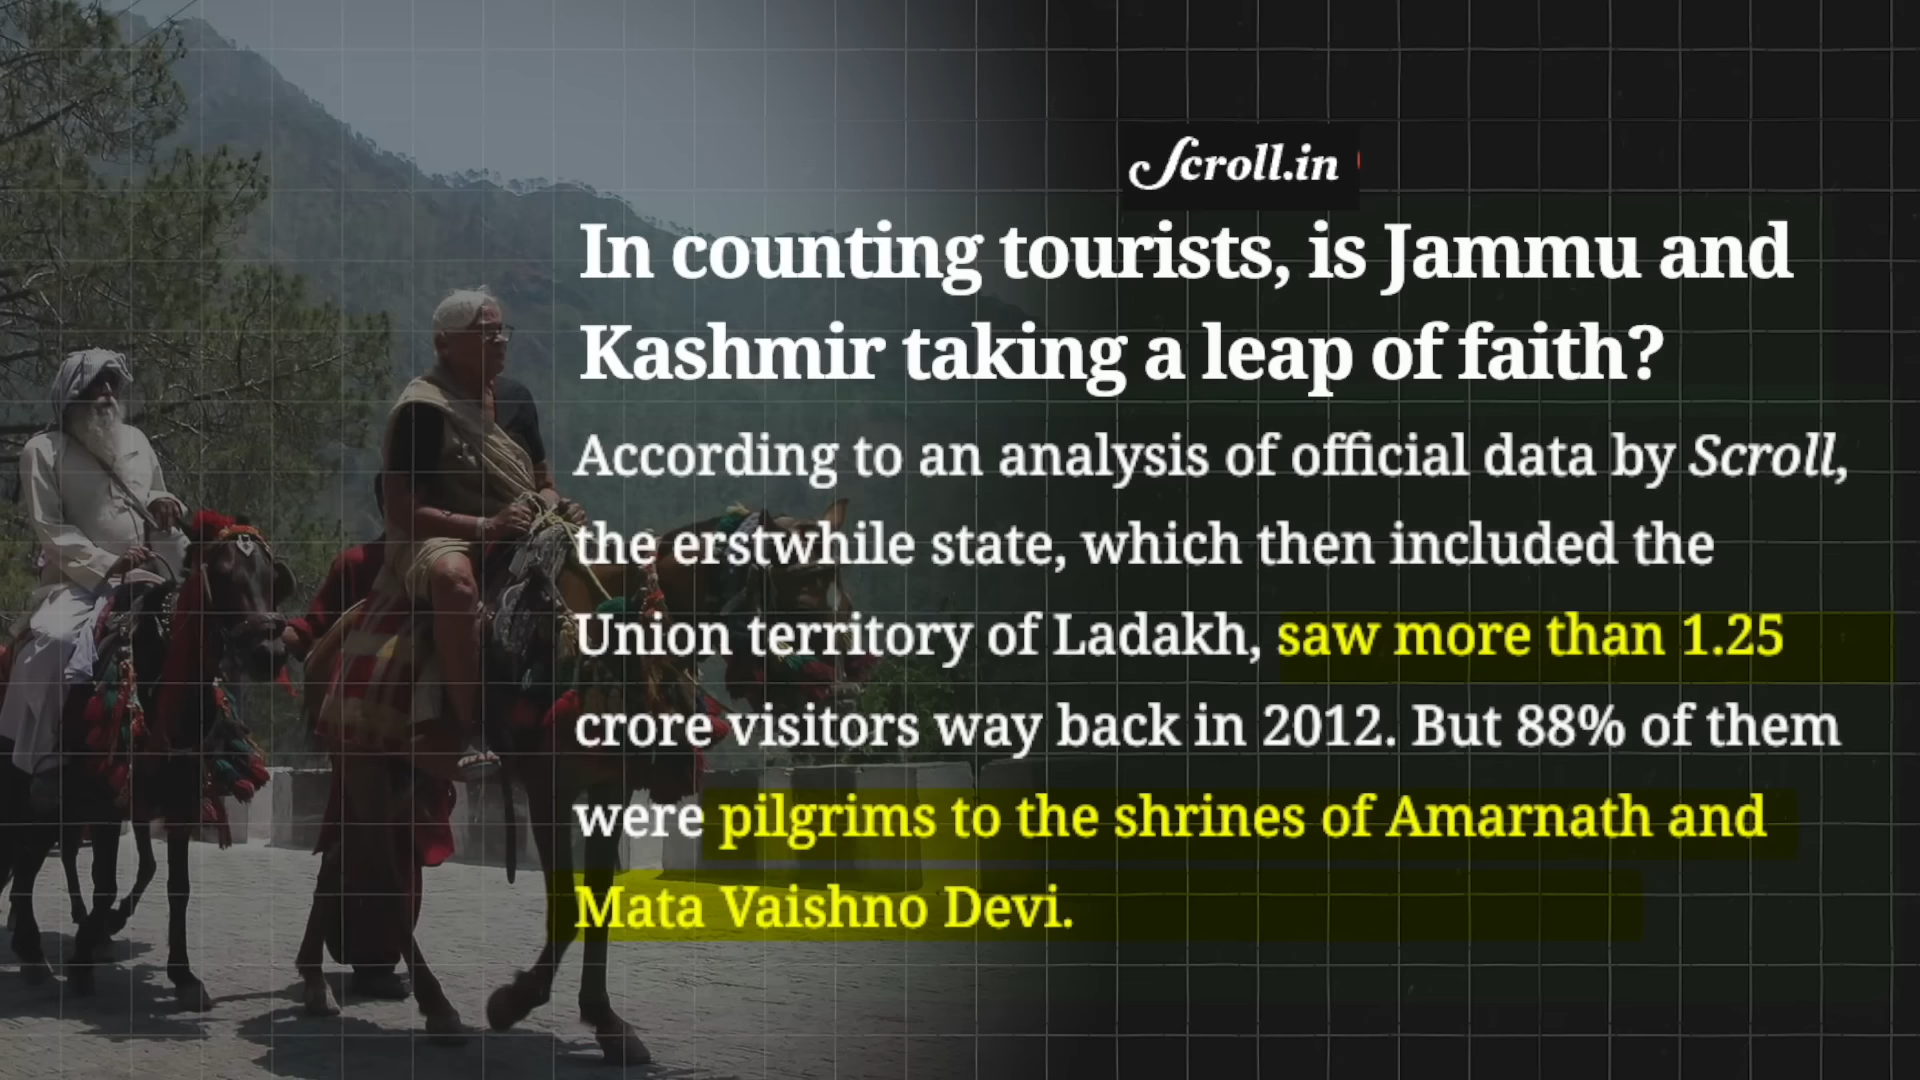 Scroll.in
In counting tourists, is Jammu and
Kashmir taking a leap of faith?
According to an analysis of official data by Scroll,
the erstwhile state, which then included the
Union territory of Ladakh, saw more than 1.25
crore visitors way back in 2012. But 88% of them
were pilgrims to the shrines of Amarnath and
Mata Vaishno Devi.